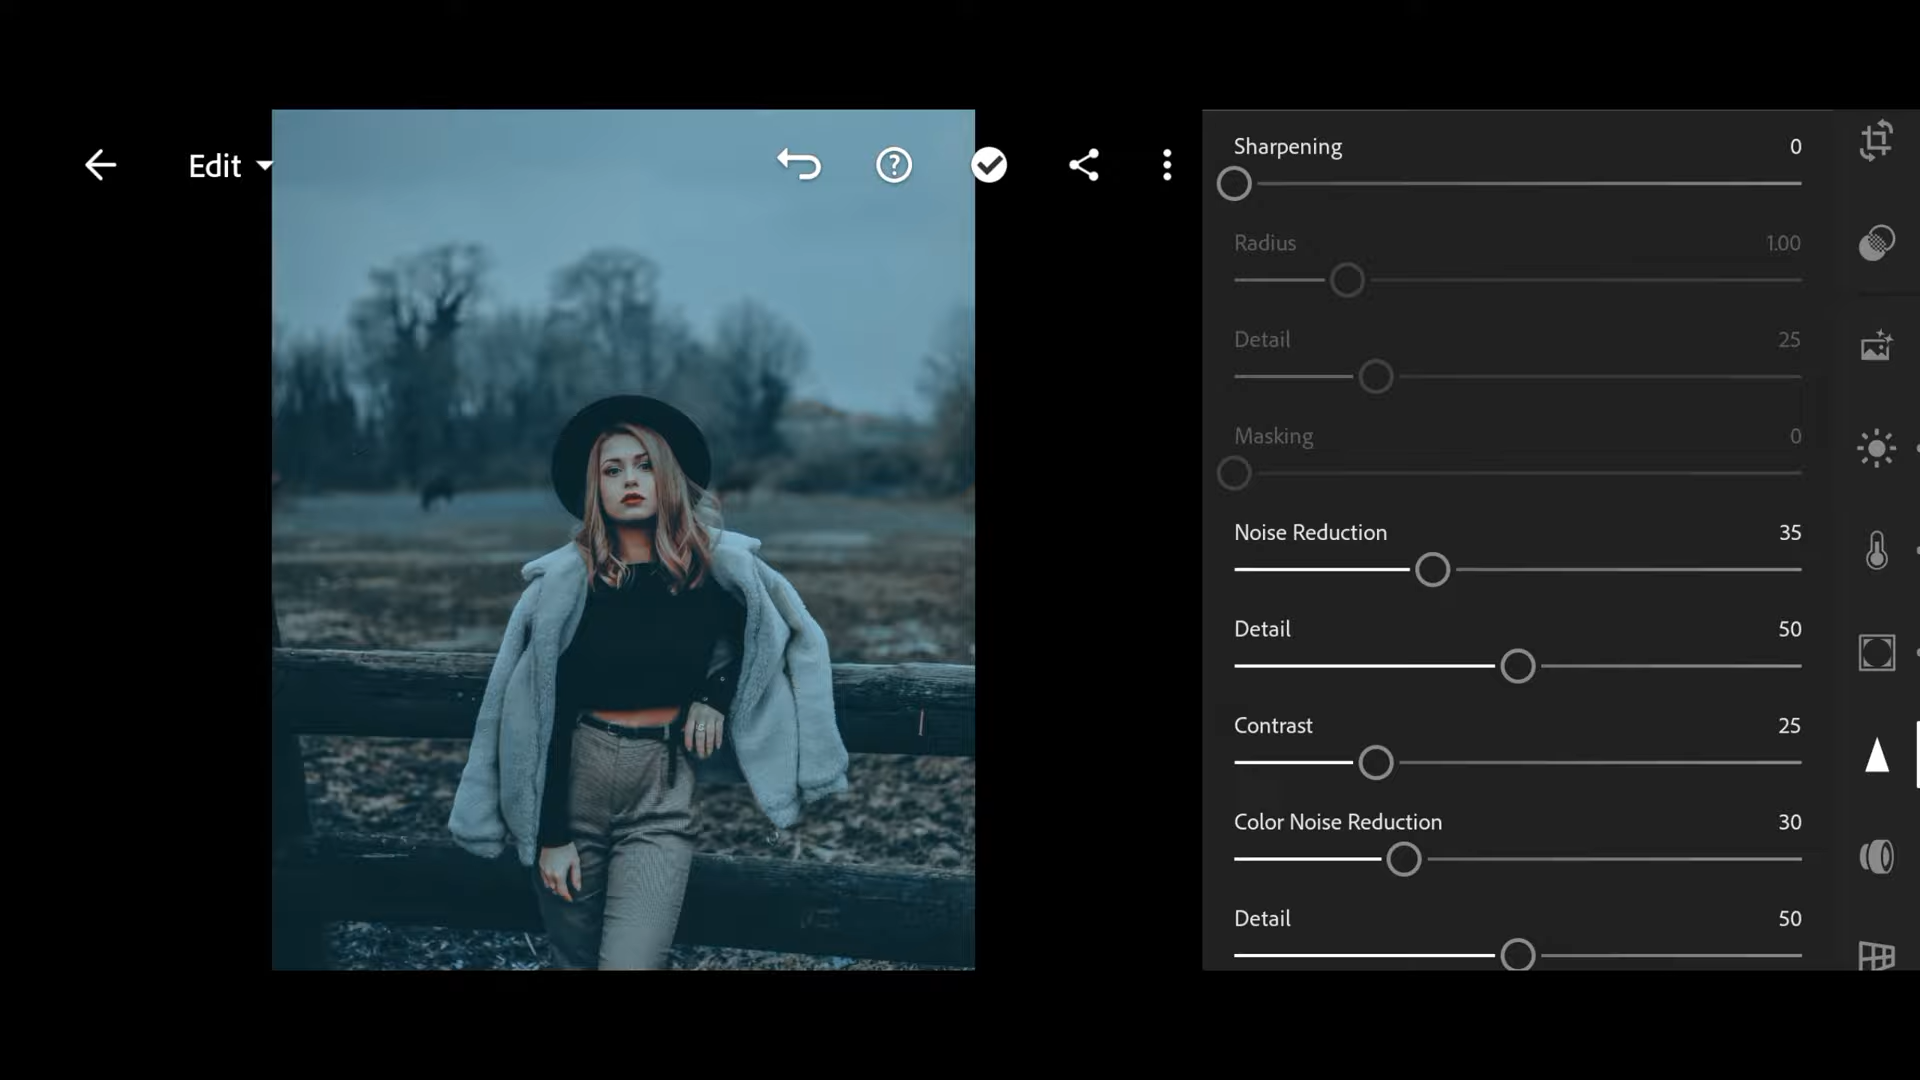 Edit
Sharpening 0
Radius 1.00
Detail 25
Masking 0
Noise Reduction 35
Detail 50
Contrast 25
Color Noise Reduction 30
Detail 50